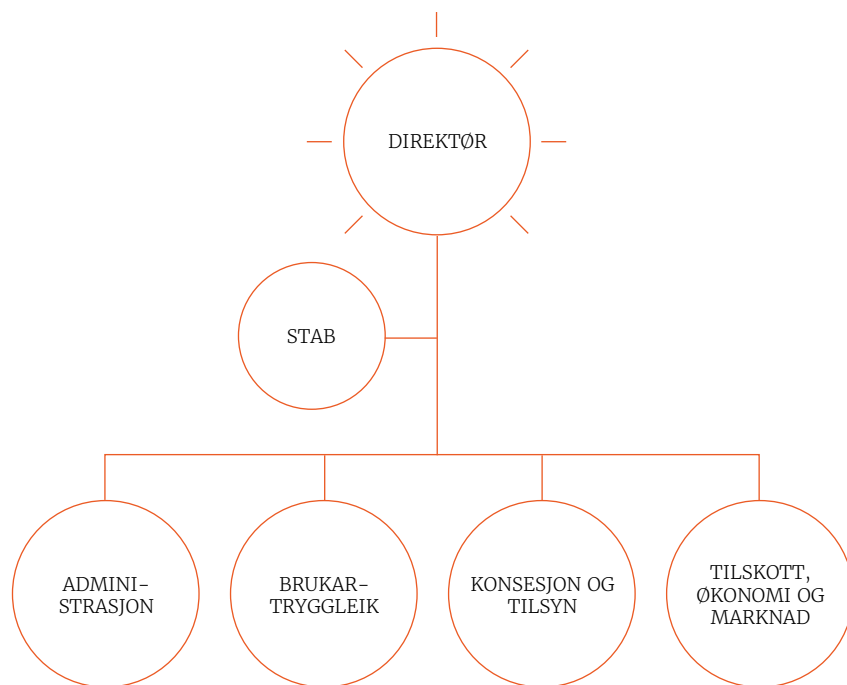 DIREKTØR
STAB
ADMINI-
STRASJON
BRUKAR-
TRYGGLEIK
KONSESJON OG
TILSYN
TILSKOTT,
ØKONOMI OG
MARKNAD